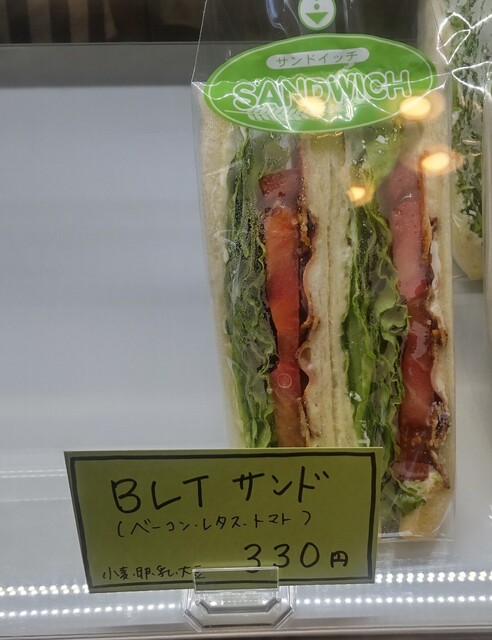 サンドイッチ
SANDWICH
BLT サンド
(ベーコン・レタス・トマト)
小麦・卵・乳・大豆 330円